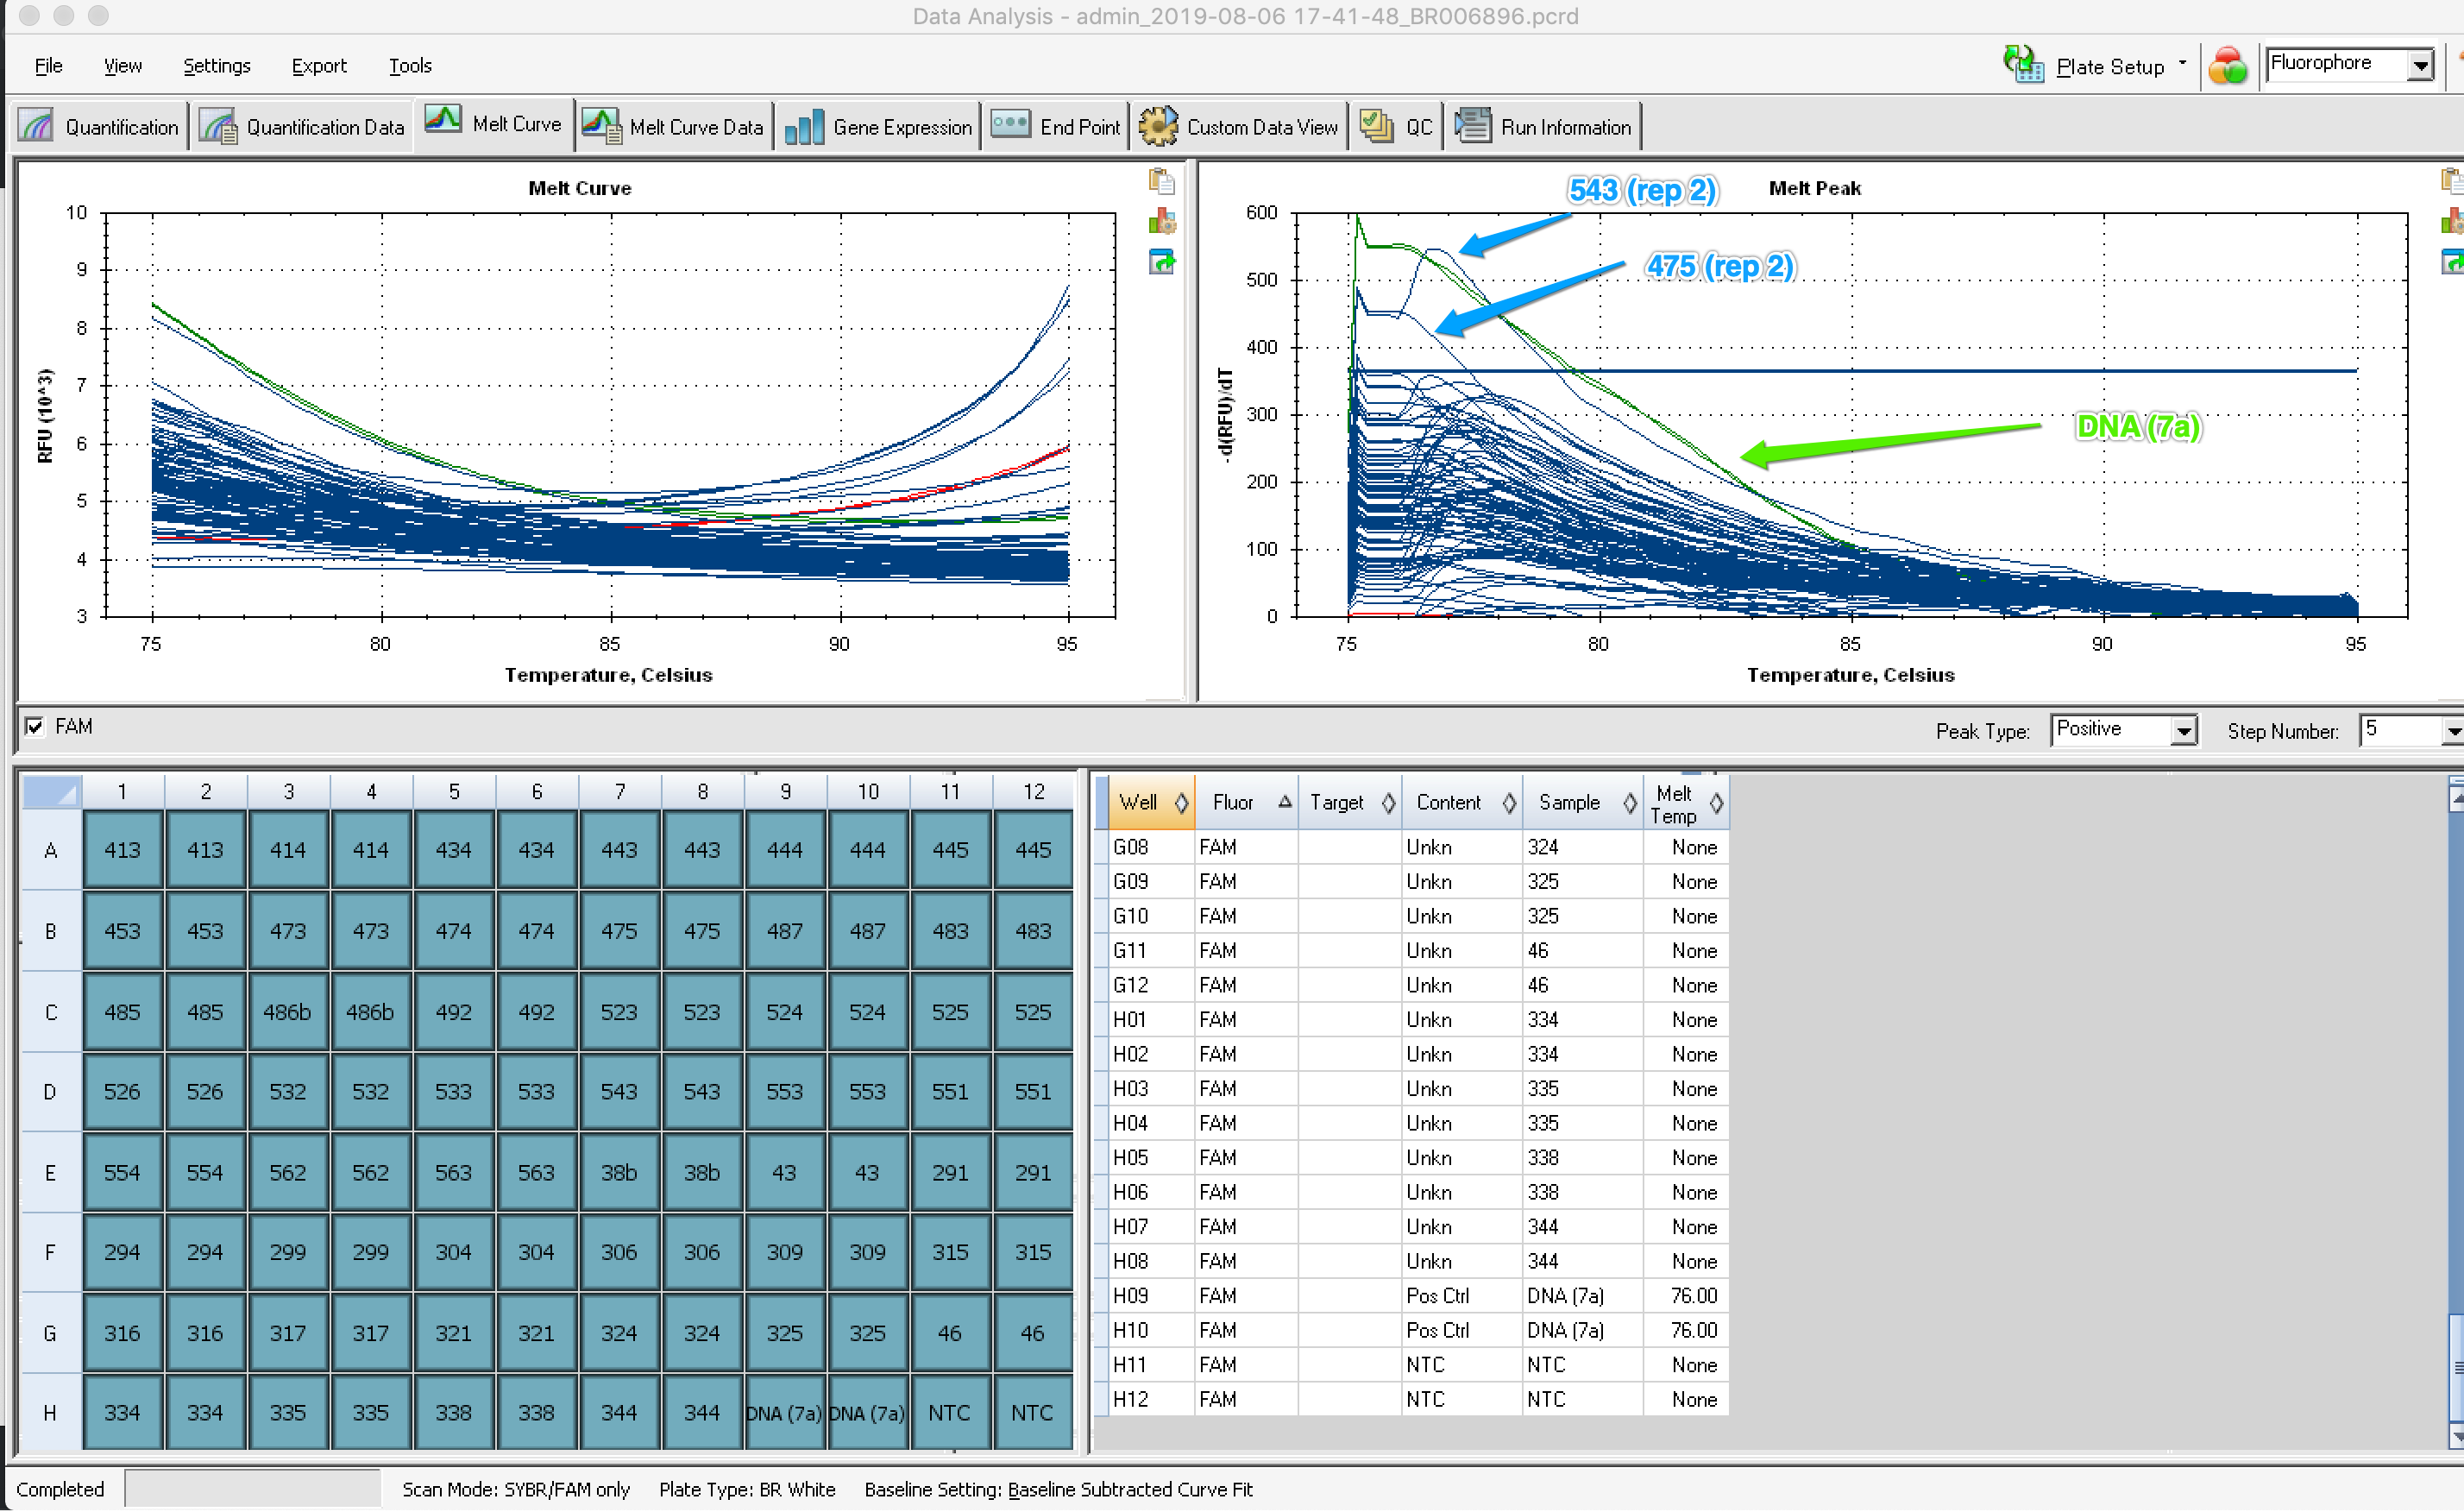 Data Analysis - admin_2019-08-06 17-41-48_BR006896.pcrd
File View Settings Export Tools Plate Setup Fluorophore
Quantification Quantification Data Melt Curve Melt Curve Data Gene Expression End Point Custom Data View QC Run Information
Melt Curve
10
9
8
7
6
5
4
3
RFU (10^3)
75 80 85 90 95
Temperature, Celsius
Melt Peak
543 (rep 2)
475 (rep 2)
DNA (7a)
600
500
400
300
200
100
0
-d(RFU)/dT
75 80 85 90 95
Temperature, Celsius
FAM Peak Type: Positive Step Number: 5
1 2 3 4 5 6 7 8 9 10 11 12
A 413 413 414 414 434 434 443 443 444 444 445 445
B 453 453 473 473 474 474 475 475 487 487 483 483
C 485 485 486b 486b 492 492 523 523 524 524 525 525
D 526 526 532 532 533 533 543 543 553 553 551 551
E 554 554 562 562 563 563 38b 38b 43 43 291 291
F 294 294 299 299 304 304 306 306 309 309 315 315
G 316 316 317 317 321 321 324 324 325 325 46 46
H 334 334 335 335 338 338 344 344 DNA (7a) DNA (7a) NTC NTC
Well Fluor Target Content Sample Melt Temp
G08 FAM Unkn 324 None
G09 FAM Unkn 325 None
G10 FAM Unkn 325 None
G11 FAM Unkn 46 None
G12 FAM Unkn 46 None
H01 FAM Unkn 334 None
H02 FAM Unkn 334 None
H03 FAM Unkn 335 None
H04 FAM Unkn 335 None
H05 FAM Unkn 338 None
H06 FAM Unkn 338 None
H07 FAM Unkn 344 None
H08 FAM Unkn 344 None
H09 FAM Pos Ctrl DNA (7a) 76.00
H10 FAM Pos Ctrl DNA (7a) 76.00
H11 FAM NTC NTC None
H12 FAM NTC NTC None
Completed Scan Mode: SYBR/FAM only Plate Type: BR White Baseline Setting: Baseline Subtracted Curve Fit